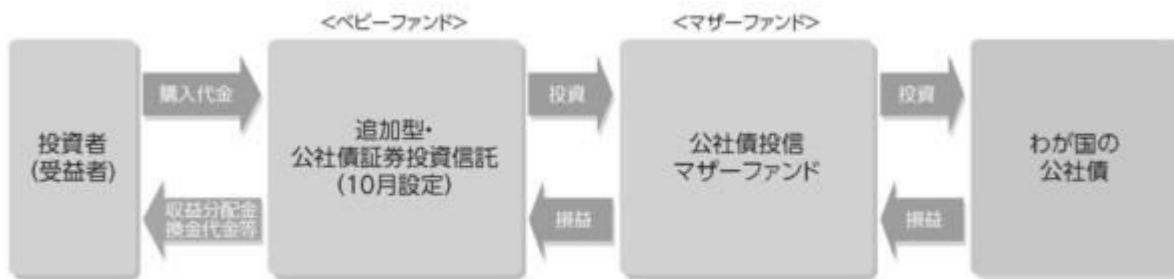 <ベビーファンド>
<マザーファンド>
投資者
(受益者)
購入代金
収益分配金
換金代金等
追加型・
公社債証券投資信託
(10月設定)
投資
損益
公社債投信
マザーファンド
投資
損益
わが国の
公社債